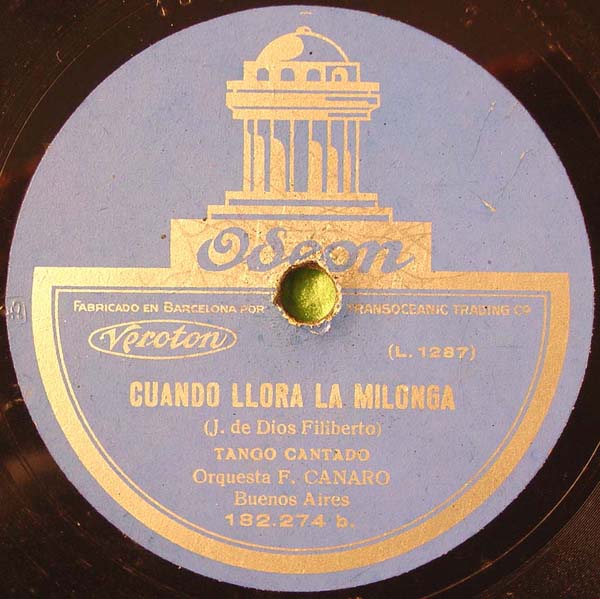 Odeon
FABRICADO EN BARCELONA POR TRANSOCEANIC TRADING CO
Veroton
(L. 1287)
CUANDO LLORA LA MILONGA
(J. de Dios Filiberto)
TANGO CANTADO
Orquesta F. CANARO
Buenos Aires
182.274 b.